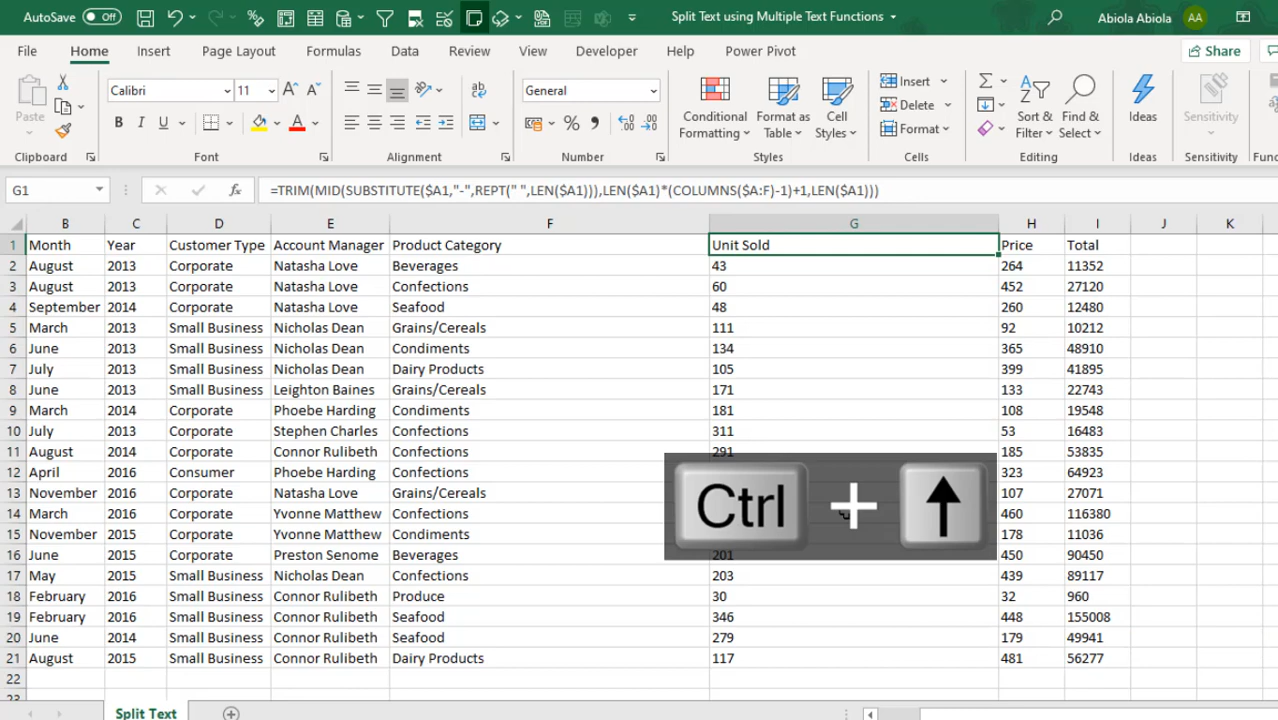 AutoSave Off Split Text using Multiple Text Functions Abiola Abiola AA
File Home Insert Page Layout Formulas Data Review View Developer Help Power Pivot Share
Paste Calibri 11 General Conditional Formatting Format as Table Cell Styles Insert Delete Format Sort & Filter Find & Select Ideas Sensitivity
Clipboard Font Alignment Number Styles Cells Editing Ideas Sensitivity Func
G1 fx =TRIM(MID(SUBSTITUTE($A1,"-",REPT(" ",LEN($A1))),LEN($A1)*(COLUMNS($A:F)-1)+1,LEN($A1)))
B C D E F G H I J K
1 Month Year Customer Type Account Manager Product Category Unit Sold Price Total
2 August 2013 Corporate Natasha Love Beverages 43 264 11352
3 August 2013 Corporate Natasha Love Confections 60 452 27120
4 September 2014 Corporate Natasha Love Seafood 48 260 12480
5 March 2013 Small Business Nicholas Dean Grains/Cereals 111 92 10212
6 June 2013 Small Business Nicholas Dean Condiments 134 365 48910
7 July 2013 Small Business Nicholas Dean Dairy Products 105 399 41895
8 June 2013 Small Business Leighton Baines Grains/Cereals 171 133 22743
9 March 2014 Corporate Phoebe Harding Condiments 181 108 19548
10 July 2013 Corporate Stephen Charles Confections 311 53 16483
11 August 2014 Corporate Connor Rulibeth Confections 291 185 53835
12 April 2016 Consumer Phoebe Harding Confections 323 64923
13 November 2016 Corporate Natasha Love Grains/Cereals 107 27071
14 March 2016 Corporate Yvonne Matthew Confections 460 116380
15 November 2016 Corporate Yvonne Matthew Condiments 178 11036
16 June 2015 Corporate Preston Senome Beverages 201 450 90450
17 May 2015 Small Business Nicholas Dean Confections 203 439 89117
18 February 2016 Small Business Connor Rulibeth Produce 30 32 960
19 February 2016 Small Business Connor Rulibeth Seafood 346 448 155008
20 June 2014 Small Business Connor Rulibeth Seafood 279 179 49941
21 August 2015 Small Business Connor Rulibeth Dairy Products 117 481 56277
22
23
Ctrl + ↑
Split Text